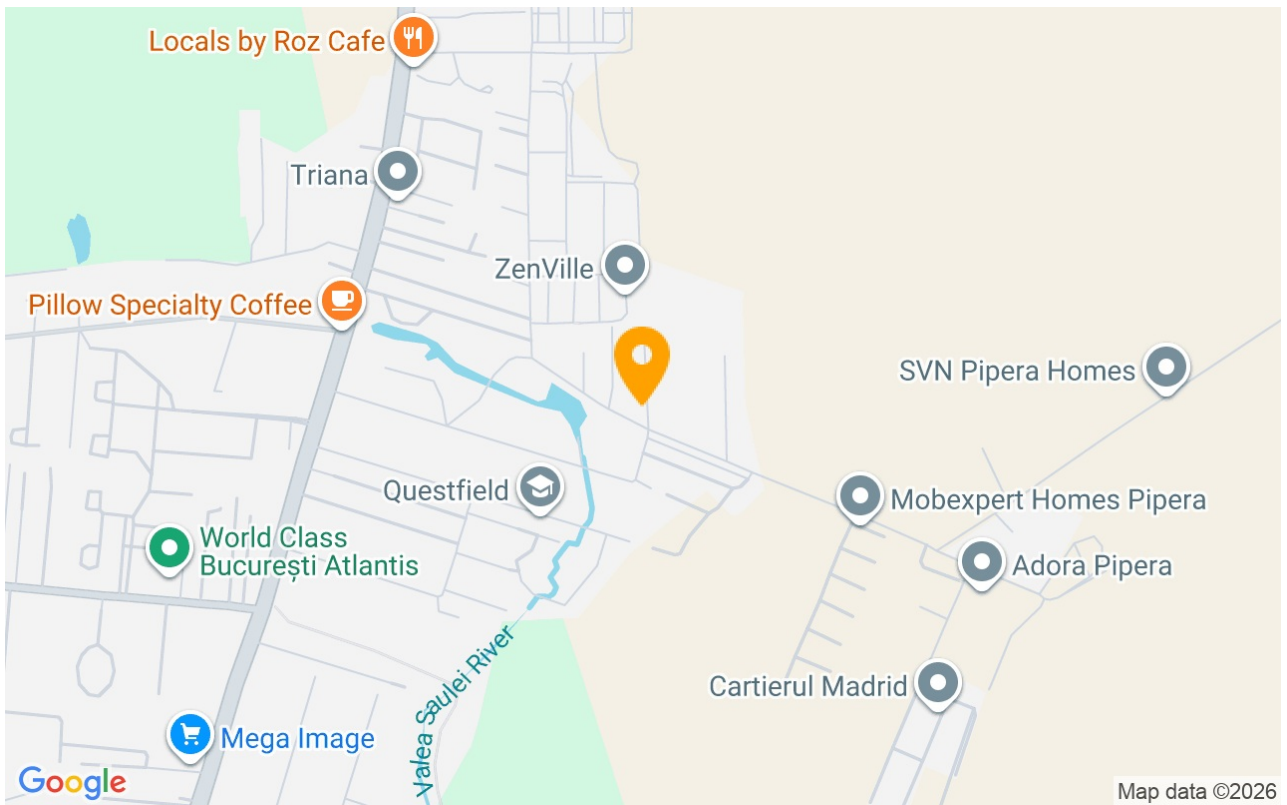 Locals by Roz Cafe
Triana
ZenVille
Pillow Specialty Coffee
SVN Pipera Homes
Questfield
Mobexpert Homes Pipera
World Class
București Atlantis
Adora Pipera
Cartierul Madrid
Valea Saulei River
Mega Image
Google
Map data ©2026